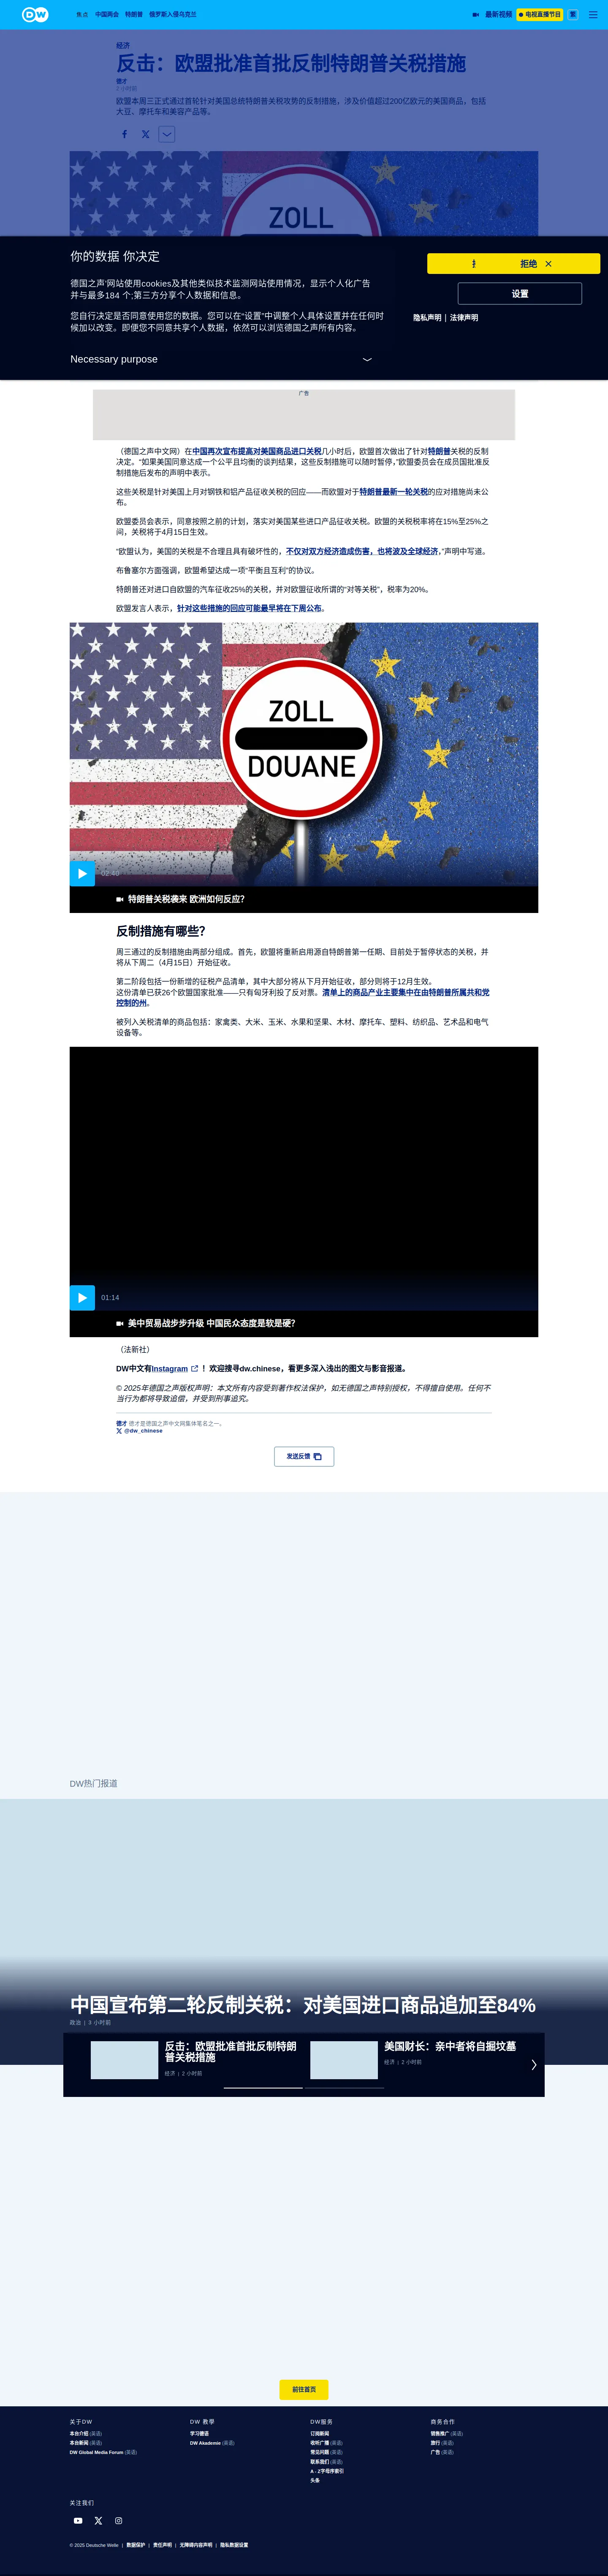 DW
焦点 中国两会 特朗普 俄罗斯入侵乌克兰 最新视频 电视直播节目 繁
经济
反击：欧盟批准首批反制特朗普关税措施
德才
2 小时前
欧盟本周三正式通过首轮针对美国总统特朗普关税攻势的反制措施，涉及价值超过200亿欧元的美国商品，包括
大豆、摩托车和美容产品等。
ZOLL
你的数据 你决定
德国之声‘网站使用cookies及其他类似技术监测网站使用情况，显示个人化广告
并与最多184 个;第三方分享个人数据和信息。
您自行决定是否同意使用您的数据。您可以在“设置”中调整个人具体设置并在任何时
候加以改变。即便您不同意共享个人数据，依然可以浏览德国之声所有内容。
Necessary purpose
拒绝
设置
隐私声明 | 法律声明
广告
（德国之声中文网）在中国再次宣布提高对美国商品进口关税几小时后，欧盟首次做出了针对特朗普关税的反制
决定。“如果美国同意达成一个公平且均衡的谈判结果，这些反制措施可以随时暂停，”欧盟委员会在成员国批准反
制措施后发布的声明中表示。
这些关税是针对美国上月对钢铁和铝产品征收关税的回应——而欧盟对于特朗普最新一轮关税的应对措施尚未公
布。
欧盟委员会表示，同意按照之前的计划，落实对美国某些进口产品征收关税。欧盟的关税税率将在15%至25%之
间，关税将于4月15日生效。
“欧盟认为，美国的关税是不合理且具有破坏性的，不仅对双方经济造成伤害，也将波及全球经济，”声明中写道。
布鲁塞尔方面强调，欧盟希望达成一项“平衡且互利”的协议。
特朗普还对进口自欧盟的汽车征收25%的关税，并对欧盟征收所谓的“对等关税”，税率为20%。
欧盟发言人表示，针对这些措施的回应可能最早将在下周公布。
ZOLL
DOUANE
02:40
特朗普关税袭来 欧洲如何反应？
反制措施有哪些？
周三通过的反制措施由两部分组成。首先，欧盟将重新启用源自特朗普第一任期、目前处于暂停状态的关税，并
将从下周二（4月15日）开始征收。
第二阶段包括一份新增的征税产品清单，其中大部分将从下月开始征收，部分则将于12月生效。
这份清单已获26个欧盟国家批准——只有匈牙利投了反对票。清单上的商品产业主要集中在由特朗普所属共和党
控制的州。
被列入关税清单的商品包括：家禽类、大米、玉米、水果和坚果、木材、摩托车、塑料、纺织品、艺术品和电气
设备等。
01:14
美中贸易战步步升级 中国民众态度是软是硬？
（法新社）
DW中文有Instagram ！欢迎搜寻dw.chinese，看更多深入浅出的图文与影音报道。
© 2025年德国之声版权声明：本文所有内容受到著作权法保护，如无德国之声特别授权，不得擅自使用。任何不
当行为都将导致追偿，并受到刑事追究。
德才 德才是德国之声中文网集体笔名之一。
@dw_chinese
发送反馈
DW热门报道
中国宣布第二轮反制关税：对美国进口商品追加至84%
政治 | 3 小时前
反击：欧盟批准首批反制特朗
普关税措施
经济 | 2 小时前
美国财长：亲中者将自掘坟墓
经济 | 2 小时前
前往首页
关于DW
本台介绍 (英语)
本台新闻 (英语)
DW Global Media Forum (英语)
DW 教學
学习德语
DW Akademie (英语)
DW服务
订阅新闻
收听广播 (英语)
常见问题 (英语)
联系我们 (英语)
A - Z字母序索引
头条
商务合作
销售推广 (英语)
旅行 (英语)
广告 (英语)
关注我们
© 2025 Deutsche Welle | 数据保护 | 责任声明 | 无障碍内容声明 | 隐私数据设置